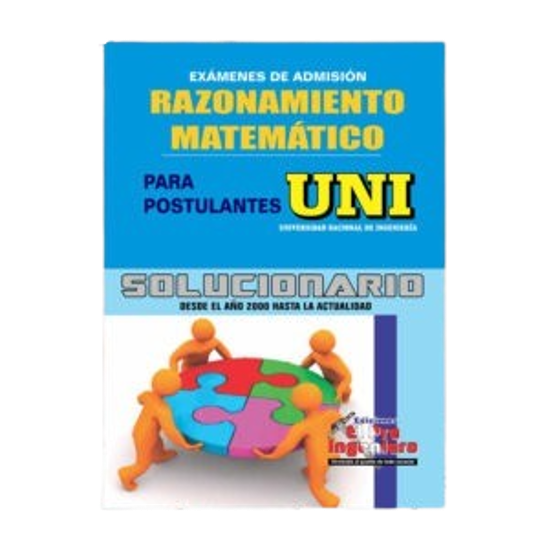 EXÁMENES DE ADMISIÓN
RAZONAMIENTO
MATEMÁTICO
PARA
POSTULANTES
UNI
UNIVERSIDAD NACIONAL DE INGENIERÍA
SOLUCIONARIO
DESDE EL AÑO 2000 HASTA LA ACTUALIDAD
Ediciones
Ingeniero